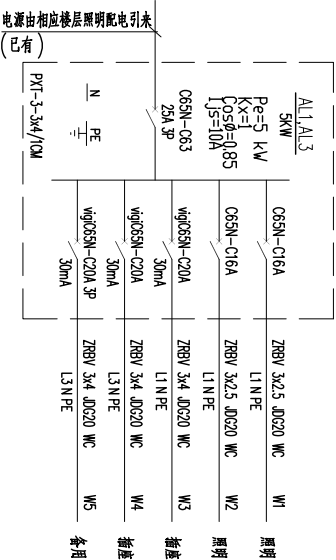 电源由相应楼层照明配电引来
(已有)
AL1,AL3
5KW
Pe=5 kW
Kx=1
Cosø=0.85
Ijs=10A
C65N-C63
25A 3P
N
PE
PXT-3-3x4/1CM
C65N-C16A
ZRBV 3x2.5 JDG20 WC
L1 N PE
W1
照明
C65N-C16A
ZRBV 3x2.5 JDG20 WC
L1 N PE
W2
照明
vigiC65N-C20A
30mA
ZRBV 3x4 JDG20 WC
L1 N PE
W3
插座
vigiC65N-C20A
30mA
ZRBV 3x4 JDG20 WC
L3 N PE
W4
插座
vigiC65N-C20A 3P
30mA
ZRBV 3x4 JDG20 WC
L3 N PE
W5
备用